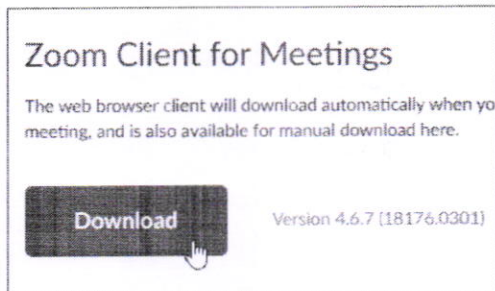 Zoom Client for Meetings
The web browser client will download automatically when yo
meeting, and is also available for manual download here.
Download
Version 4.6.7 (18176.0301)